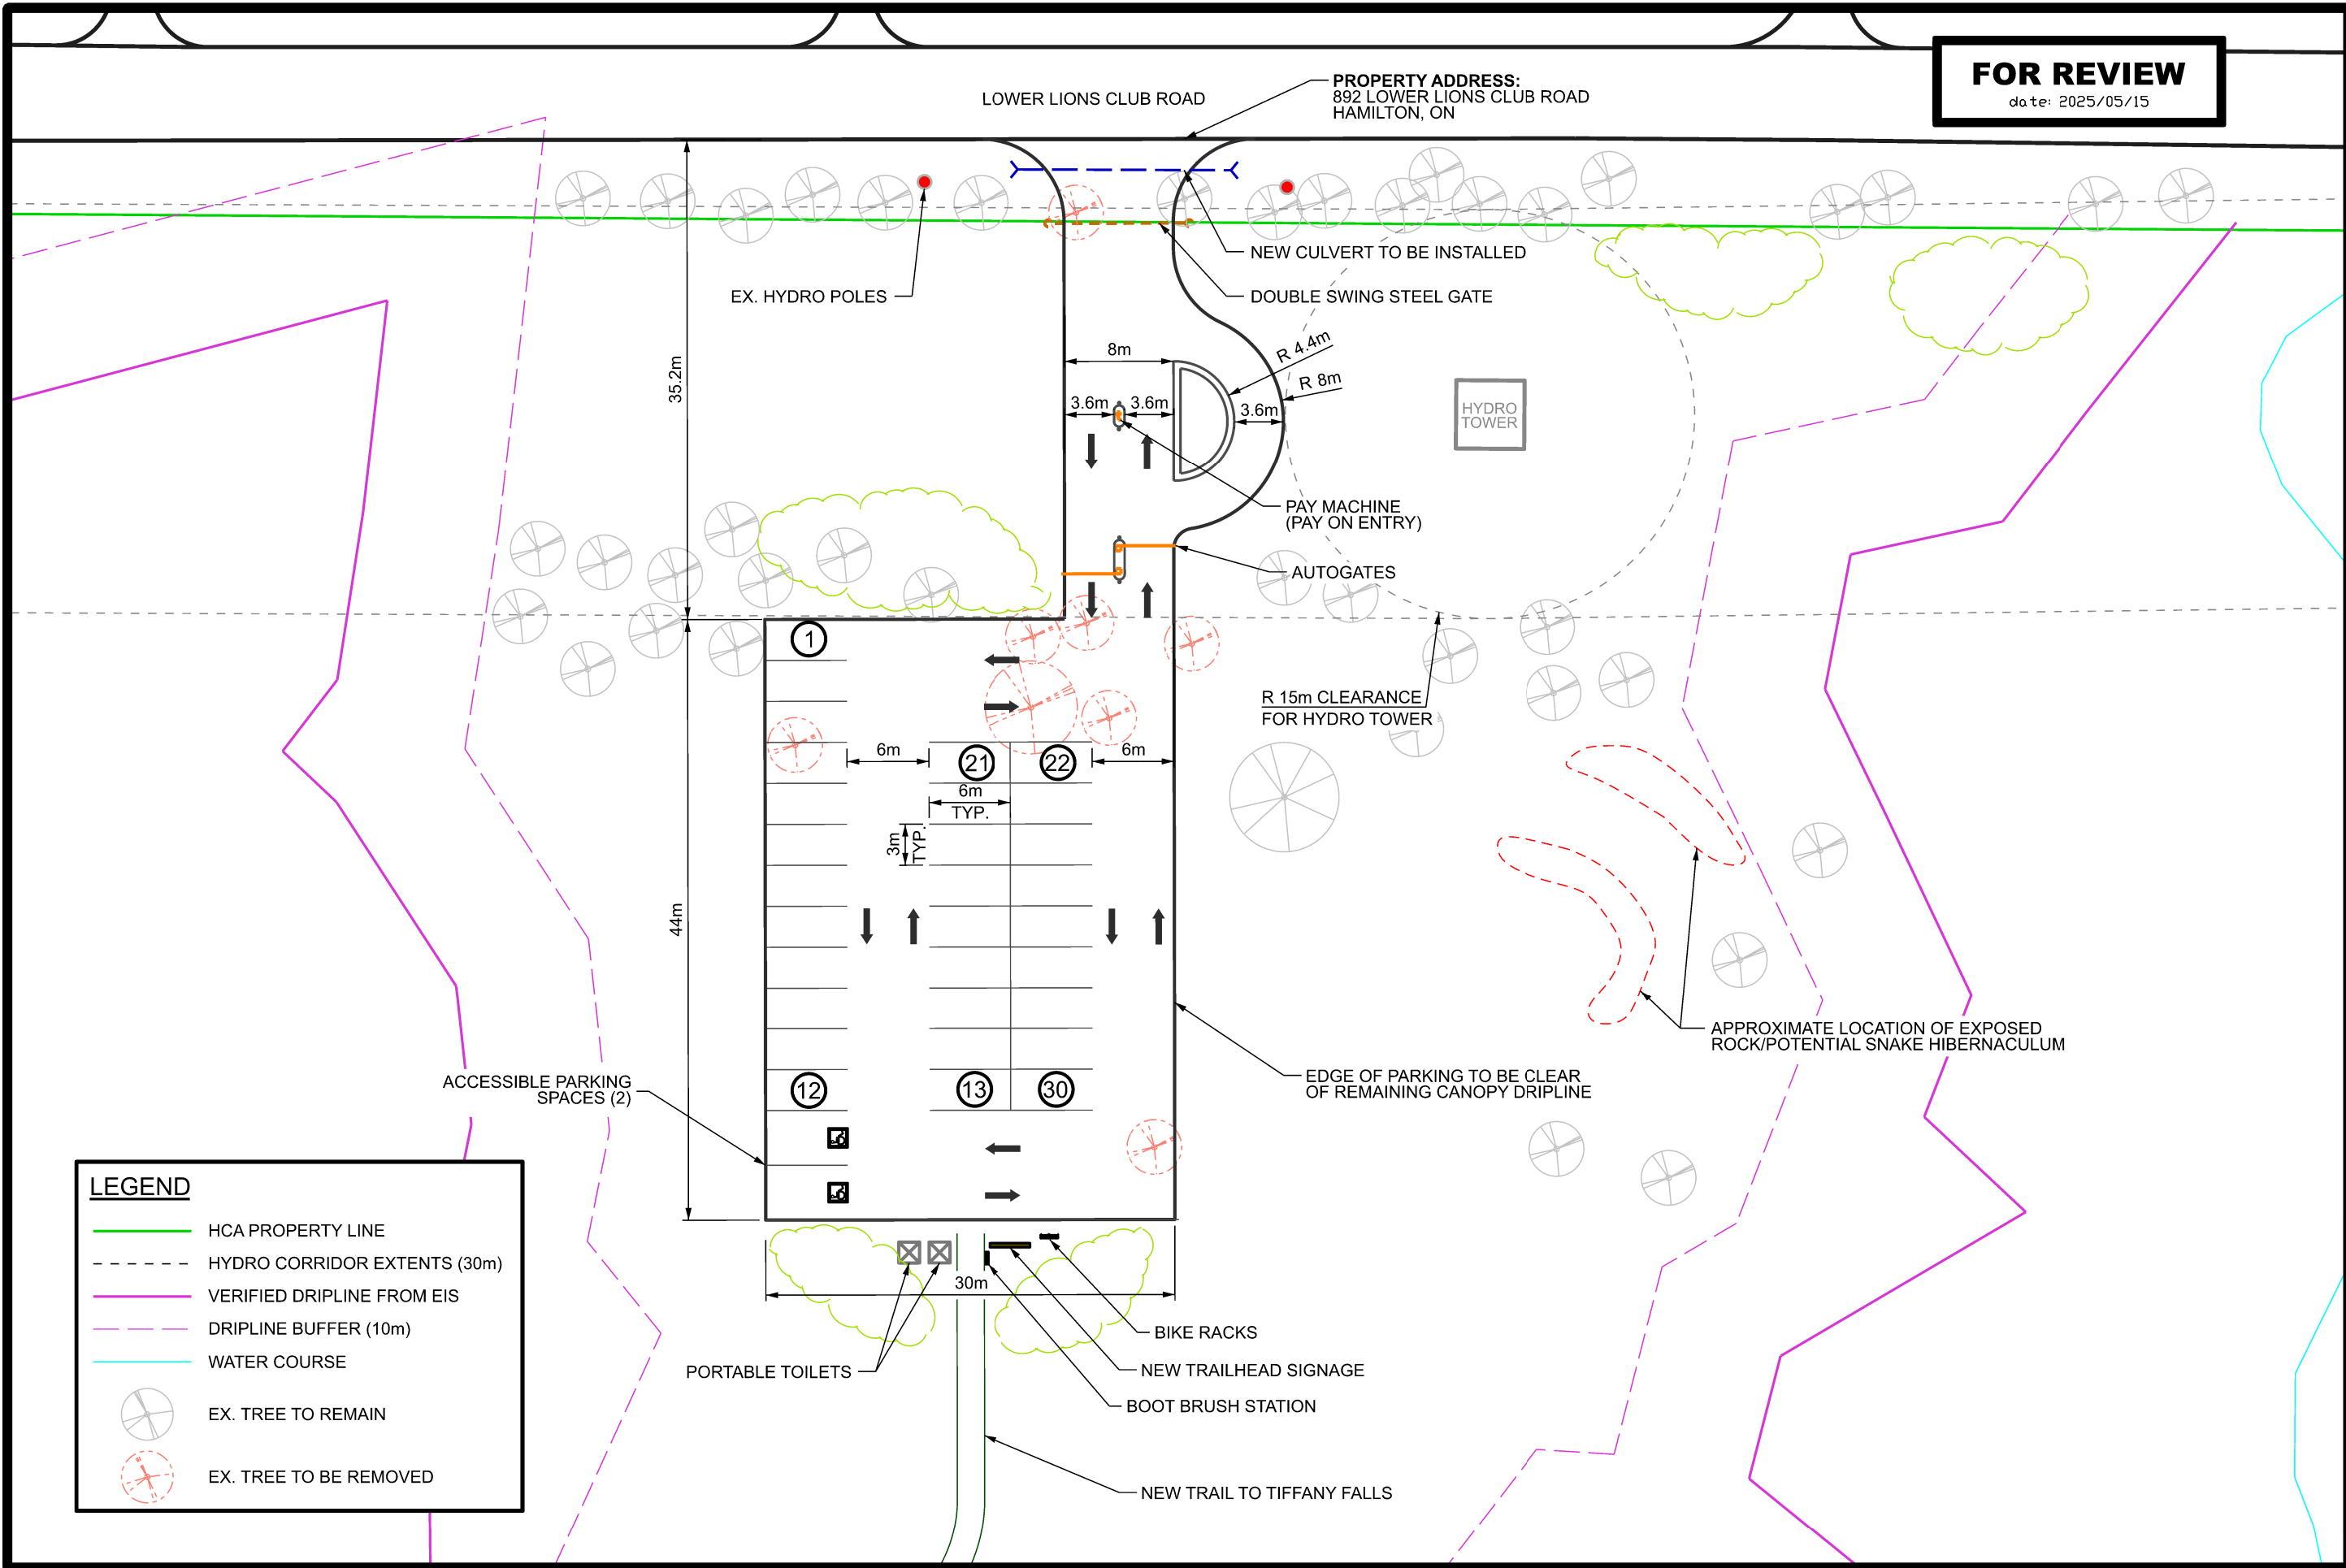 LOWER LIONS CLUB ROAD
PROPERTY ADDRESS:
892 LOWER LIONS CLUB ROAD
HAMILTON, ON
FOR REVIEW
date: 2025/05/15
NEW CULVERT TO BE INSTALLED
EX. HYDRO POLES
DOUBLE SWING STEEL GATE
35.2m
8m
R 4.4m
R 8m
3.6m
3.6m
3.6m
HYDRO
TOWER
PAY MACHINE
(PAY ON ENTRY)
AUTOGATES
1
R 15m CLEARANCE
FOR HYDRO TOWER
6m
21
22
6m
6m
TYP.
3m
TYP.
44m
APPROXIMATE LOCATION OF EXPOSED
ROCK/POTENTIAL SNAKE HIBERNACULUM
ACCESSIBLE PARKING
SPACES (2)
12
13
30
EDGE OF PARKING TO BE CLEAR
OF REMAINING CANOPY DRIPLINE
30m
BIKE RACKS
PORTABLE TOILETS
NEW TRAILHEAD SIGNAGE
BOOT BRUSH STATION
NEW TRAIL TO TIFFANY FALLS
LEGEND
HCA PROPERTY LINE
HYDRO CORRIDOR EXTENTS (30m)
VERIFIED DRIPLINE FROM EIS
DRIPLINE BUFFER (10m)
WATER COURSE
EX. TREE TO REMAIN
EX. TREE TO BE REMOVED